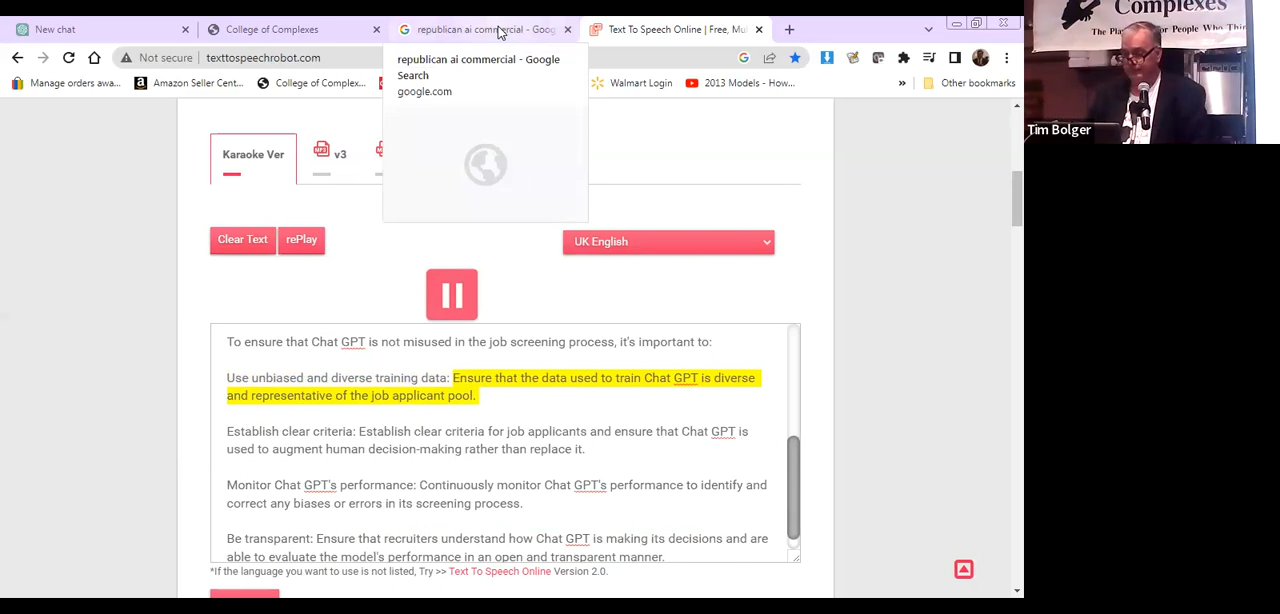 New chat
College of Complexes
republican ai commercial - Goog
Text To Speech Online | Free, Mu
Not secure | texttospeechrobot.com
Manage orders awa...
Amazon Seller Cent...
College of Complex...
Walmart Login
2013 Models - How...
»
Other bookmarks
republican ai commercial - Google
Search
google.com
Karaoke Ver
v3
Clear Text
rePlay
UK English
To ensure that Chat GPT is not misused in the job screening process, it's important to:
Use unbiased and diverse training data: Ensure that the data used to train Chat GPT is diverse
and representative of the job applicant pool.
Establish clear criteria: Establish clear criteria for job applicants and ensure that Chat GPT is
used to augment human decision-making rather than replace it.
Monitor Chat GPT's performance: Continuously monitor Chat GPT's performance to identify and
correct any biases or errors in its screening process.
Be transparent: Ensure that recruiters understand how Chat GPT is making its decisions and are
able to evaluate the model's performance in an open and transparent manner.
*If the language you want to use is not listed, Try >> Text To Speech Online Version 2.0.
Complexes
The Pla For People Who Thin
Tim Bolger